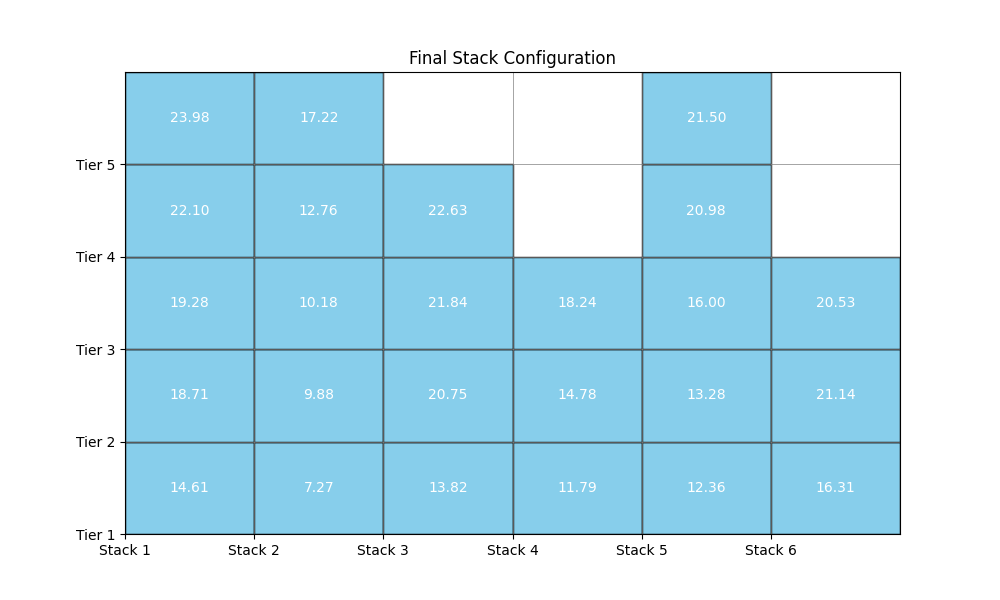 Final Stack Configuration
23.98 17.22 21.50
Tier 5
22.10 12.76 22.63 20.98
Tier 4
19.28 10.18 21.84 18.24 16.00 20.53
Tier 3
18.71 9.88 20.75 14.78 13.28 21.14
Tier 2
14.61 7.27 13.82 11.79 12.36 16.31
Tier 1
Stack 1 Stack 2 Stack 3 Stack 4 Stack 5 Stack 6